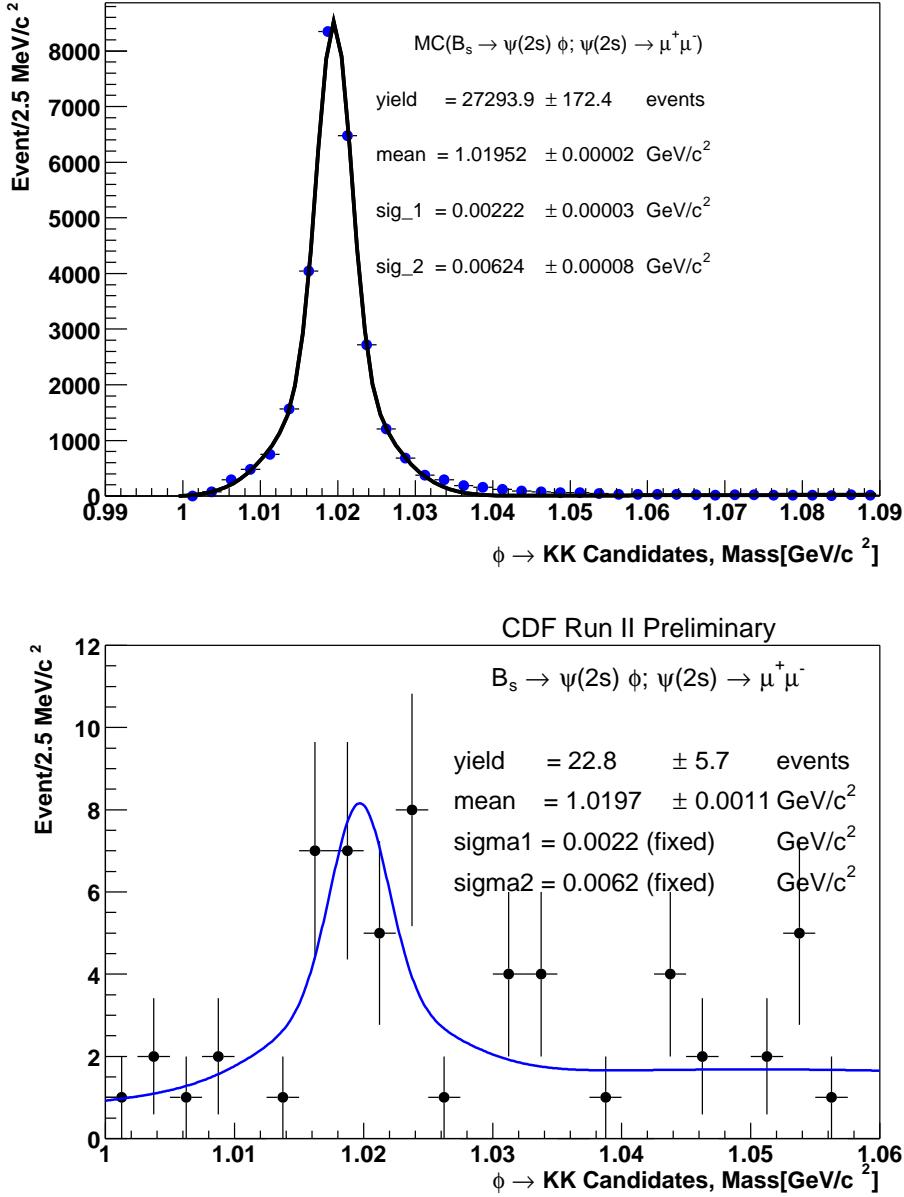 MC(B_s → ψ(2s) φ; ψ(2s) → μ⁺μ⁻)
yield = 27293.9 ± 172.4 events
mean = 1.01952 ± 0.00002 GeV/c²
sig_1 = 0.00222 ± 0.00003 GeV/c²
sig_2 = 0.00624 ± 0.00008 GeV/c²
Event/2.5 MeV/c²
8000
7000
6000
5000
4000
3000
2000
1000
0
0.99 1 1.01 1.02 1.03 1.04 1.05 1.06 1.07 1.08 1.09
φ → KK Candidates, Mass[GeV/c²]
CDF Run II Preliminary
B_s → ψ(2s) φ; ψ(2s) → μ⁺μ⁻
yield = 22.8 ± 5.7 events
mean = 1.0197 ± 0.0011 GeV/c²
sigma1 = 0.0022 (fixed) GeV/c²
sigma2 = 0.0062 (fixed) GeV/c²
Event/2.5 MeV/c²
12
10
8
6
4
2
0
1 1.01 1.02 1.03 1.04 1.05 1.06
φ → KK Candidates, Mass[GeV/c²]